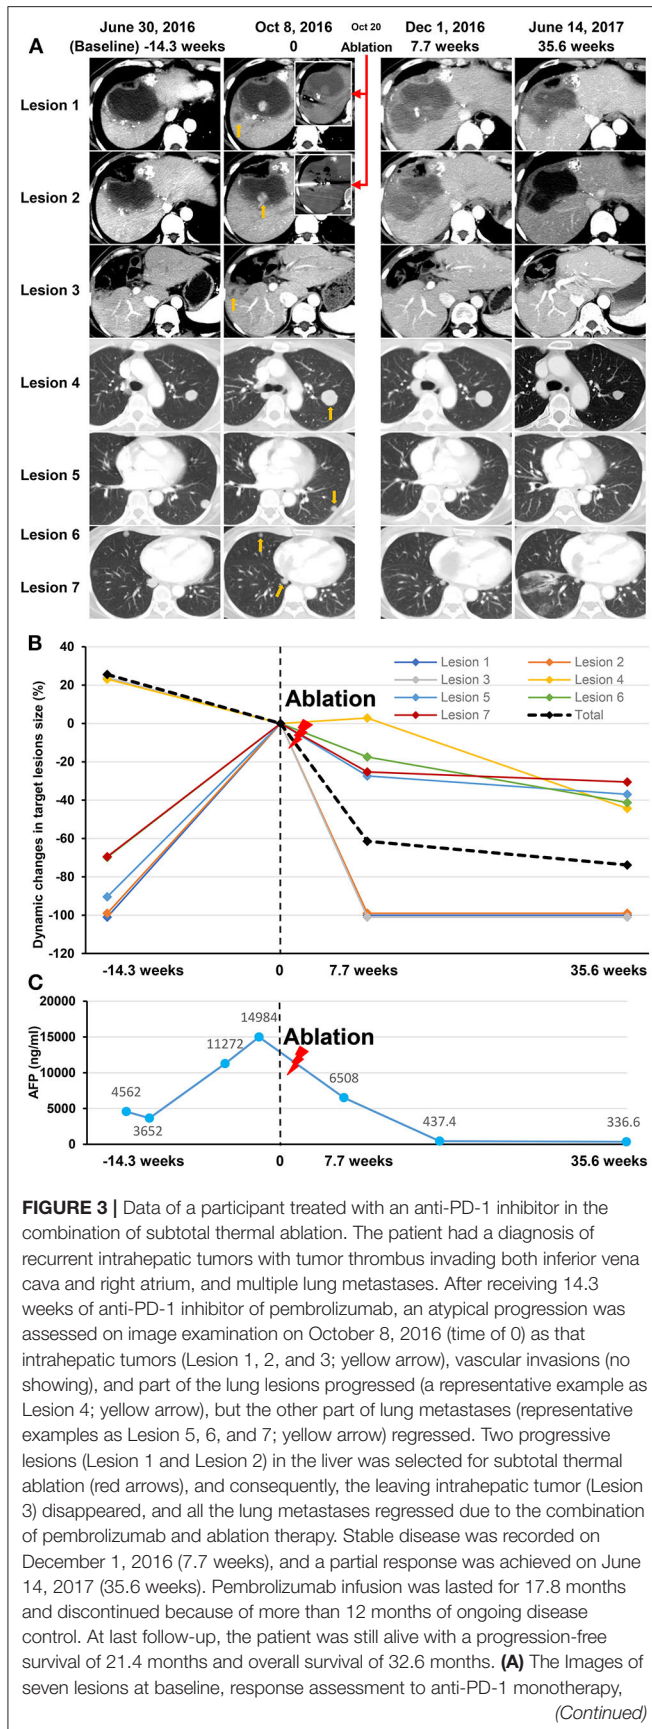 June 30, 2016
(Baseline) -14.3 weeks
Oct 8, 2016
0
Oct 20
Ablation
Dec 1, 2016
7.7 weeks
June 14, 2017
35.6 weeks
A
Lesion 1
Lesion 2
Lesion 3
Lesion 4
Lesion 5
Lesion 6
Lesion 7
B
Dynamic changes in target lesions size (%)
40
20
0
-20
-40
-60
-80
-100
-120
Ablation
Lesion 1
Lesion 2
Lesion 3
Lesion 4
Lesion 5
Lesion 6
Lesion 7
Total
-14.3 weeks
0
7.7 weeks
35.6 weeks
C
AFP (ng/ml)
20000
15000
10000
5000
0
4562
3652
11272
14984
Ablation
6508
437.4
336.6
-14.3 weeks
0
7.7 weeks
35.6 weeks
FIGURE 3 | Data of a participant treated with an anti-PD-1 inhibitor in the
combination of subtotal thermal ablation. The patient had a diagnosis of
recurrent intrahepatic tumors with tumor thrombus invading both inferior vena
cava and right atrium, and multiple lung metastases. After receiving 14.3
weeks of anti-PD-1 inhibitor of pembrolizumab, an atypical progression was
assessed on image examination on October 8, 2016 (time of 0) as that
intrahepatic tumors (Lesion 1, 2, and 3; yellow arrow), vascular invasions (no
showing), and part of the lung lesions progressed (a representative example as
Lesion 4; yellow arrow), but the other part of lung metastases (representative
examples as Lesion 5, 6, and 7; yellow arrow) regressed. Two progressive
lesions (Lesion 1 and Lesion 2) in the liver was selected for subtotal thermal
ablation (red arrows), and consequently, the leaving intrahepatic tumor (Lesion
3) disappeared, and all the lung metastases regressed due to the combination
of pembrolizumab and ablation therapy. Stable disease was recorded on
December 1, 2016 (7.7 weeks), and a partial response was achieved on June
14, 2017 (35.6 weeks). Pembrolizumab infusion was lasted for 17.8 months
and discontinued because of more than 12 months of ongoing disease
control. At last follow-up, the patient was still alive with a progression-free
survival of 21.4 months and overall survival of 32.6 months. (A) The Images of
seven lesions at baseline, response assessment to anti-PD-1 monotherapy,
(Continued)